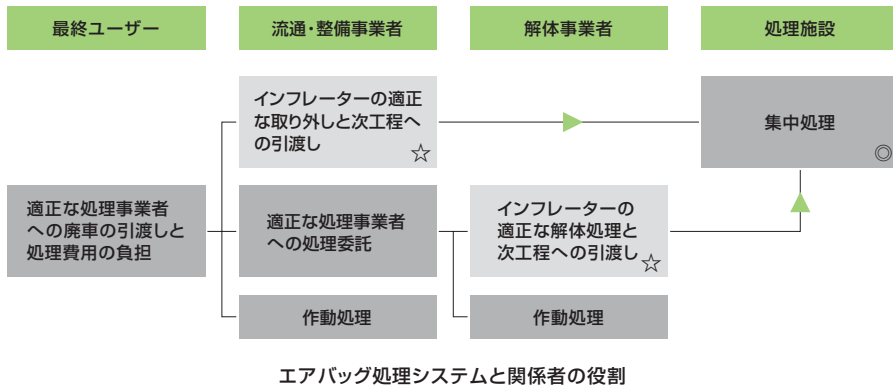 最終ユーザー
流通・整備事業者
解体事業者
処理施設
インフレーターの適正
な取り外しと次工程へ
の引渡し
☆
集中処理
◎
適正な処理事業者
への廃車の引渡しと
処理費用の負担
適正な処理事業者
への処理委託
インフレーターの
適正な解体処理と
次工程への引渡し
☆
作動処理
作動処理
エアバッグ処理システムと関係者の役割